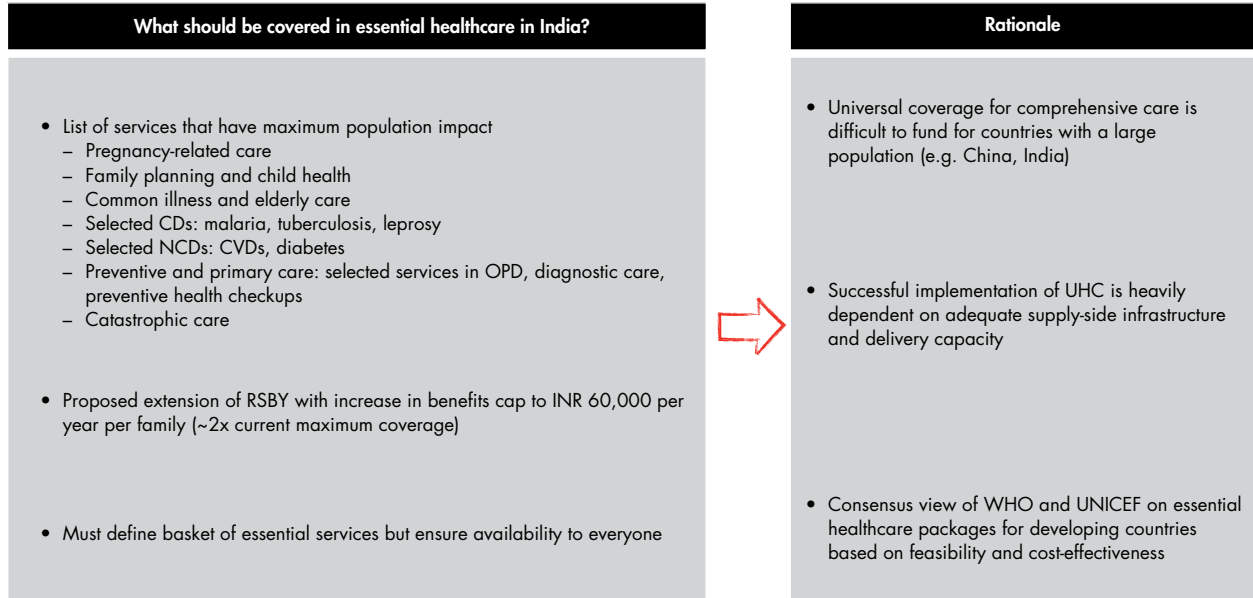 What should be covered in essential healthcare in India?
• List of services that have maximum population impact
– Pregnancy-related care
– Family planning and child health
– Common illness and elderly care
– Selected CDs: malaria, tuberculosis, leprosy
– Selected NCDs: CVDs, diabetes
– Preventive and primary care: selected services in OPD, diagnostic care,
preventive health checkups
– Catastrophic care
• Proposed extension of RSBY with increase in benefits cap to INR 60,000 per
year per family (~2x current maximum coverage)
• Must define basket of essential services but ensure availability to everyone
Rationale
• Universal coverage for comprehensive care is
difficult to fund for countries with a large
population (e.g. China, India)
• Successful implementation of UHC is heavily
dependent on adequate supply-side infrastructure
and delivery capacity
• Consensus view of WHO and UNICEF on essential
healthcare packages for developing countries
based on feasibility and cost-effectiveness